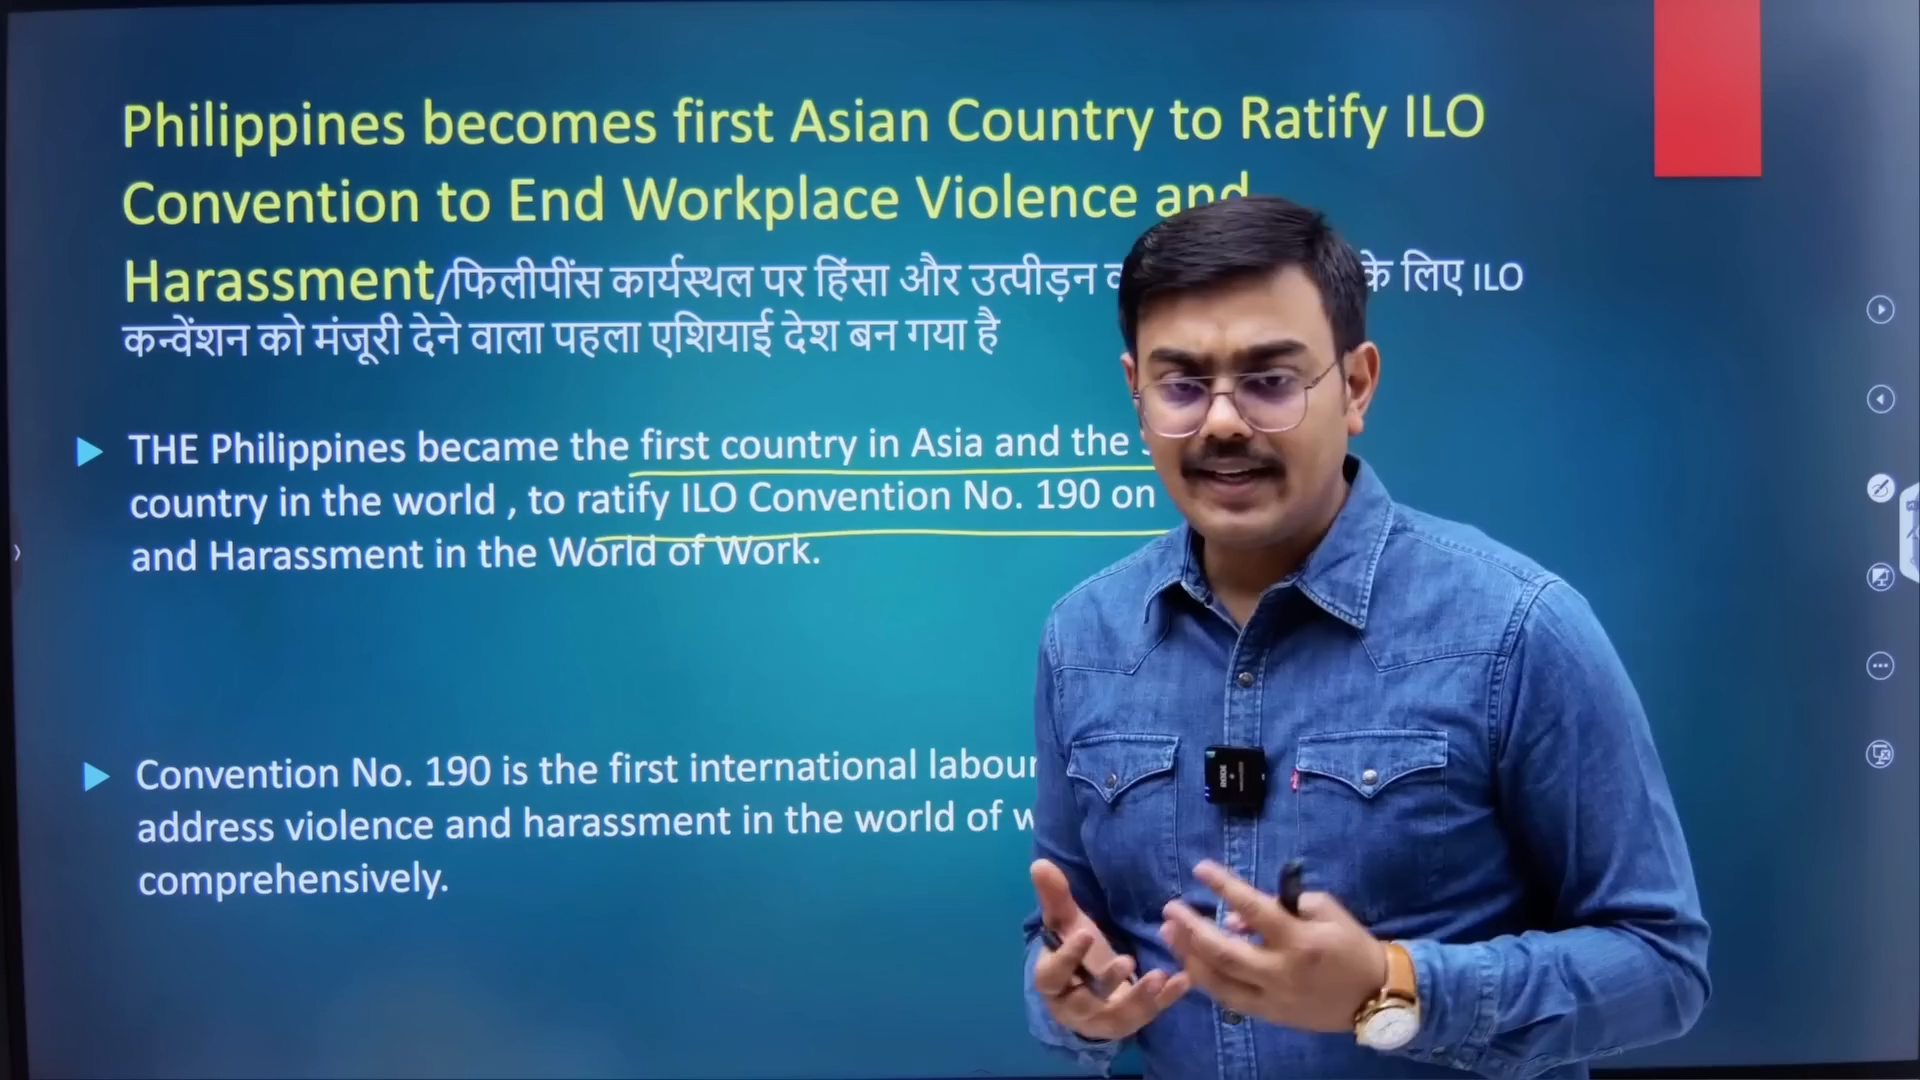 Philippines becomes first Asian Country to Ratify ILO
Convention to End Workplace Violence and
Harassment/फिलीपींस कार्यस्थल पर हिंसा और उत्पीड़न के लिए ILO
कन्वेंशन को मंजूरी देने वाला पहला एशियाई देश बन गया है
THE Philippines became the first country in Asia and the
country in the world , to ratify ILO Convention No. 190 on
and Harassment in the World of Work.
Convention No. 190 is the first international labour
address violence and harassment in the world of
comprehensively.
RODE